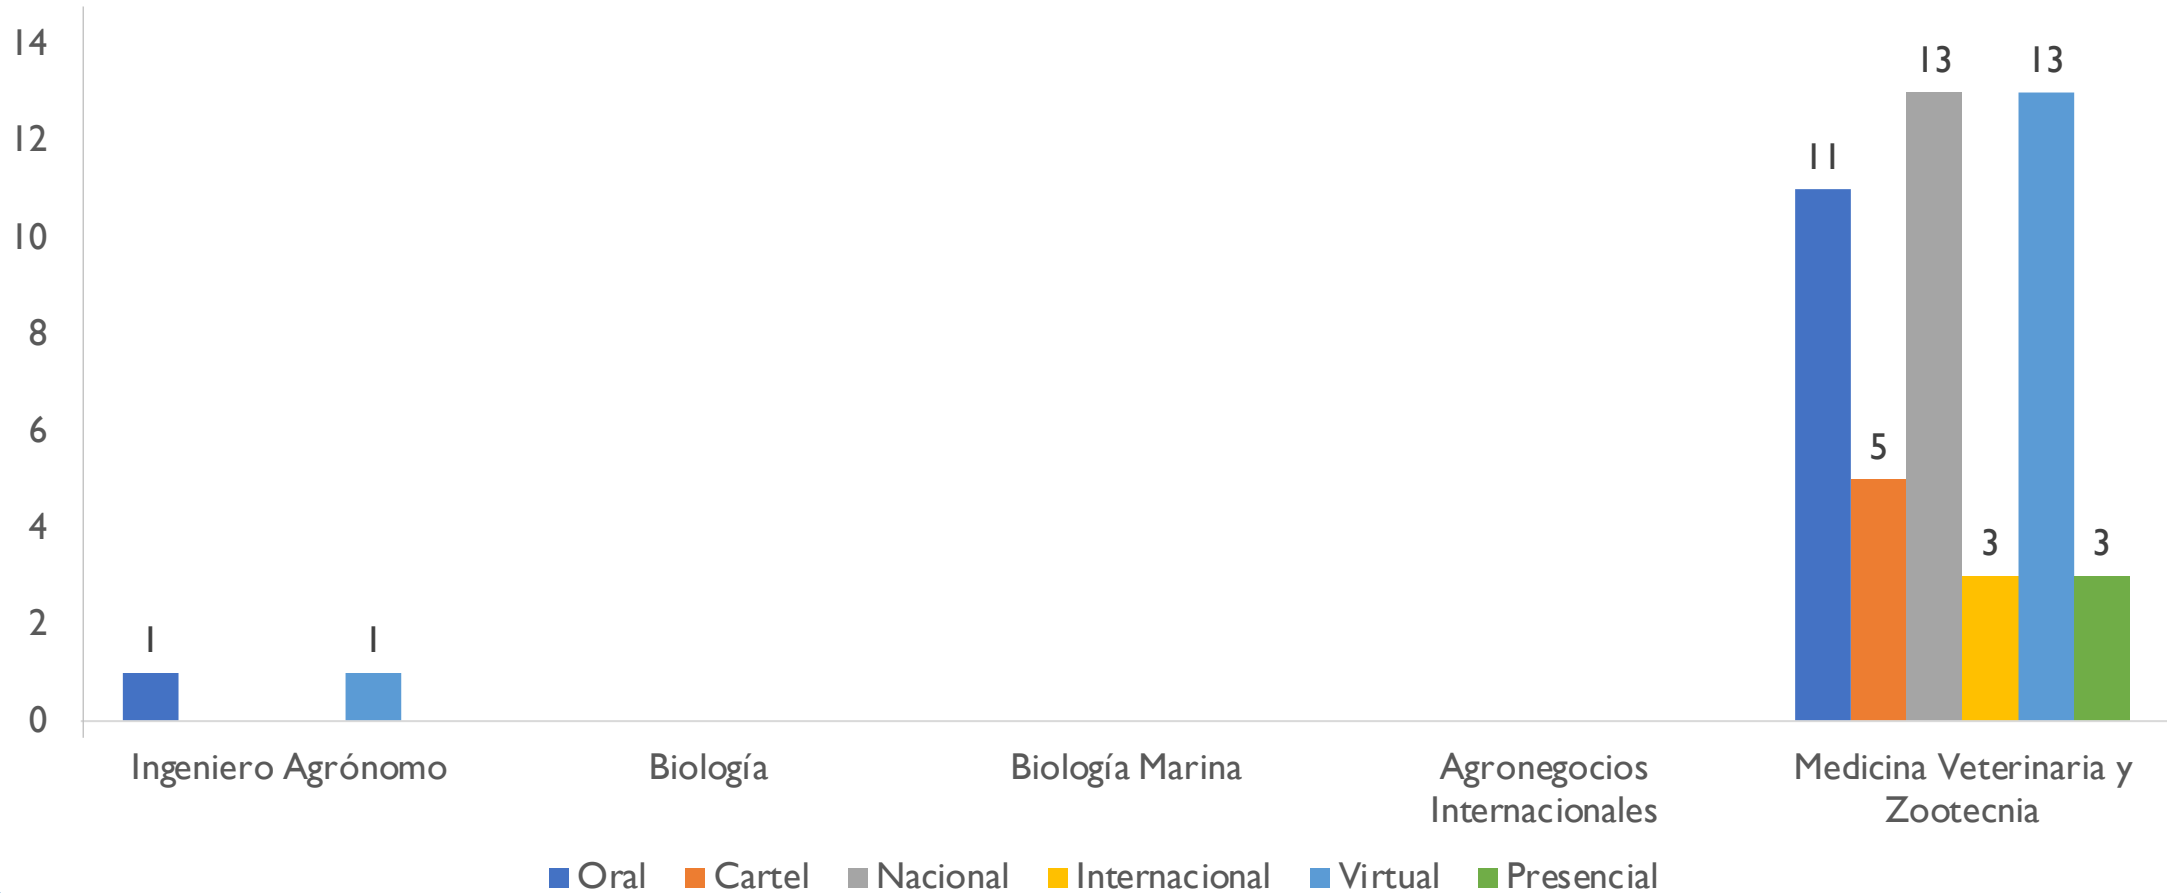 14
12
10
8
6
4
2
0
1
1
11
5
13
3
13
3
Ingeniero Agrónomo
Biología
Biología Marina
Agronegocios
Internacionales
Medicina Veterinaria y
Zootecnia
Oral Cartel Nacional Internacional Virtual Presencial